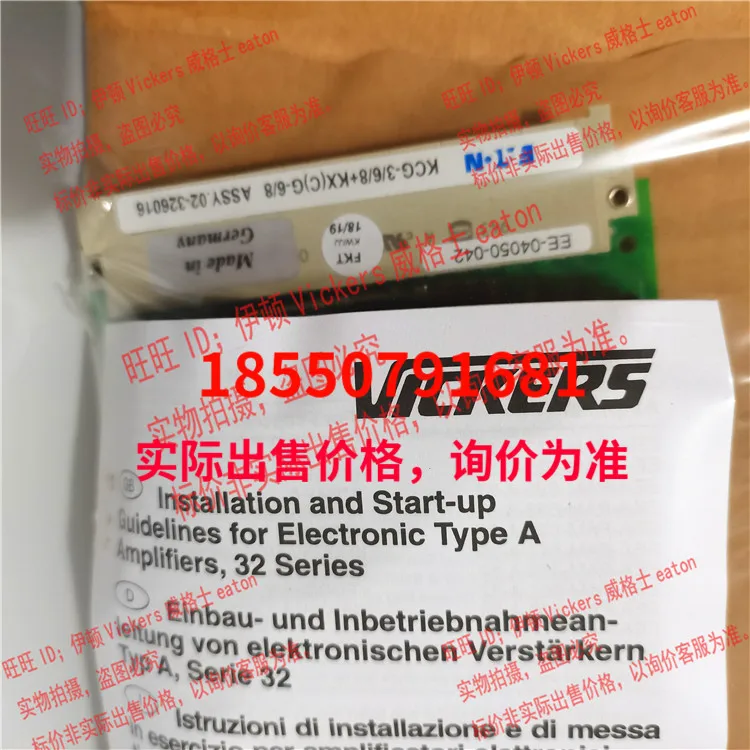 旺旺 ID；伊顿 Vickers 威格士 eaton
实物拍摄，盗图必究
标价非实际出售价格，以询价客服为准。
旺旺 ID；伊顿 Vickers 威格士 eaton
实物拍摄，盗图必究
标价非实际出售价格，以询价客服为准。
旺旺 ID；伊顿 Vickers 威格士 eaton
实物拍摄，盗图必究
标价非实际出售价格，以询价客服为准。
E·T·N
KCG-3/6/8+KX(C)G-6/8 ASSY.02-326016
EE-04050-042
FKT
KW/JJ
18/19
Made in
Germany
18550791681
VICKERS
实际出售价格，询价为准
GB Installation and Start-up
Guidelines for Electronic Type A
Amplifiers, 32 Series
D Einbau- und Inbetriebnahmean-
leitung von elektronischen Verstärkern
Typ A, Serie 32
Istruzioni di installazione e di messa
in esercizio per amplificatori elettronici